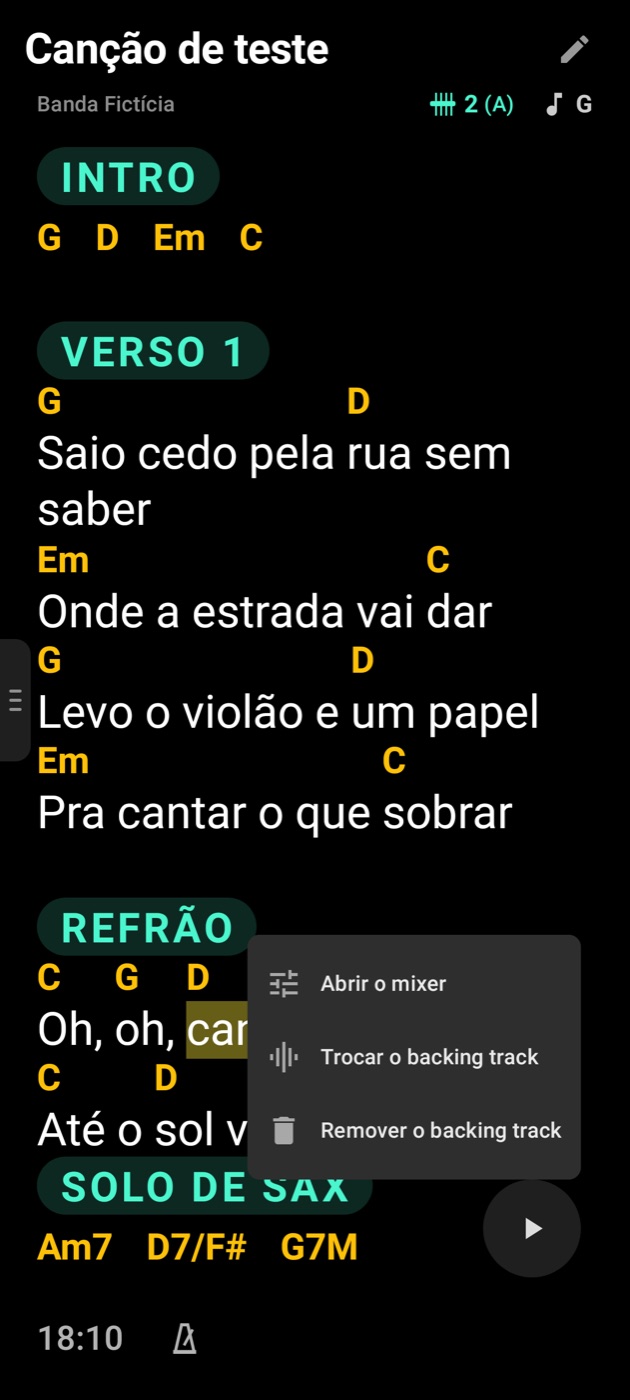 Canção de teste
Banda Fictícia 2 (A) G
INTRO
G D Em C
VERSO 1
G D
Saio cedo pela rua sem
saber
Em C
Onde a estrada vai dar
G D
Levo o violão e um papel
Em C
Pra cantar o que sobrar
REFRÃO
C G D
Oh, oh,
C D
Até o sol
Abrir o mixer
Trocar o backing track
Remover o backing track
SOLO DE SAX
Am7 D7/F# G7M
18:10